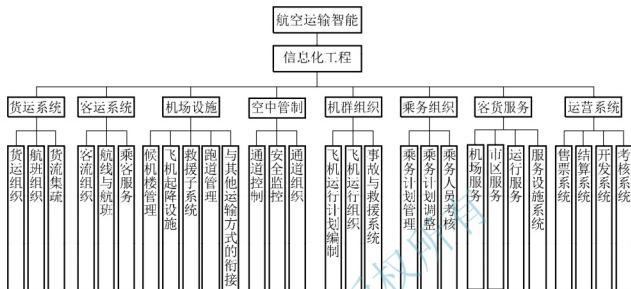 航空运输智能
信息化工程
货运系统
客运系统
机场设施
空中管制
机群组织
乘务组织
客货服务
运营系统
货运组织
航班组织
货流集疏
客流组织
航线与航班
乘客服务
候机楼管理
飞机起降设施
救援子系统
跑道管理
与其他运输方式的衔接
通道控制
安全监控
通道组织
飞机运行计划编制
飞机运行组织
事故与救援系统
乘务计划管理
乘务计划调整
乘务人员考核
机场服务
市区服务
运行服务
服务设施系统
售票系统
结算系统
开发系统
考核系统
权所有